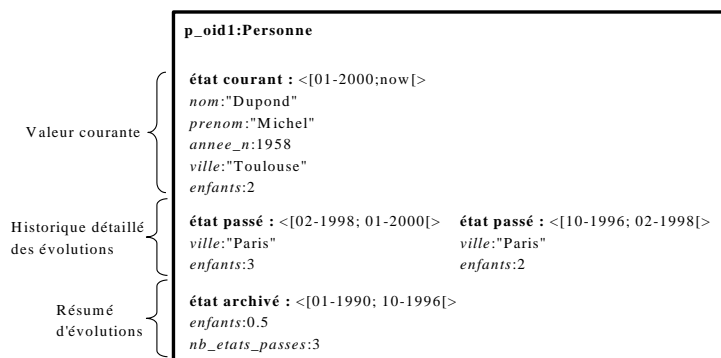 p_oid1:Personne
Valeur courante
état courant : <[01-2000;now[>
nom:"Dupond"
prenom:"Michel"
annee_n:1958
ville:"Toulouse"
enfants:2
Historique détaillé
des évolutions
état passé : <[02-1998; 01-2000[>
ville:"Paris"
enfants:3
état passé : <[10-1996; 02-1998[>
ville:"Paris"
enfants:2
Résumé
d'évolutions
état archivé : <[01-1990; 10-1996[>
enfants:0.5
nb_etats_passes:3